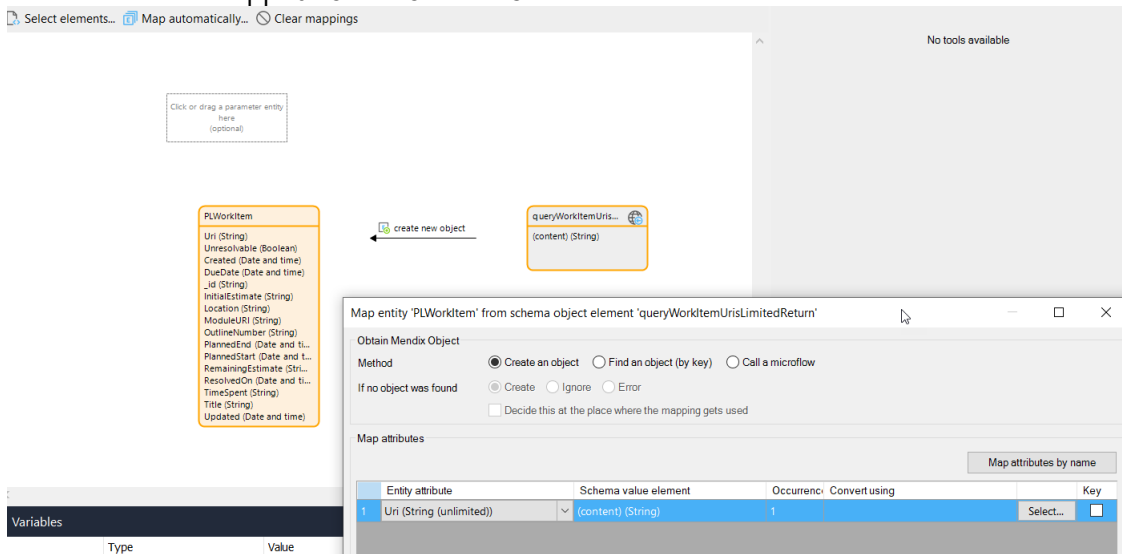 Select elements... Map automatically... Clear mappings
No tools available
Click or drag a parameter entity
here
(optional)
PLWorkItem
Uri (String)
Unresolvable (Boolean)
Created (Date and time)
DueDate (Date and time)
_id (String)
InitialEstimate (String)
Location (String)
ModuleURI (String)
OutlineNumber (String)
PlannedEnd (Date and ti...
PlannedStart (Date and t...
RemainingEstimate (Stri...
ResolvedOn (Date and ti...
TimeSpent (String)
Title (String)
Updated (Date and time)
create new object
queryWorkItemUris...
(content) (String)
Map entity 'PLWorkItem' from schema object element 'queryWorkItemUrisLimitedReturn'
Obtain Mendix Object
Method Create an object Find an object (by key) Call a microflow
If no object was found Create Ignore Error
Decide this at the place where the mapping gets used
Map attributes
Map attributes by name
Entity attribute Schema value element Occurrenc Convert using Key
1 Uri (String (unlimited)) (content) (String) 1 Select...
Variables
Type Value